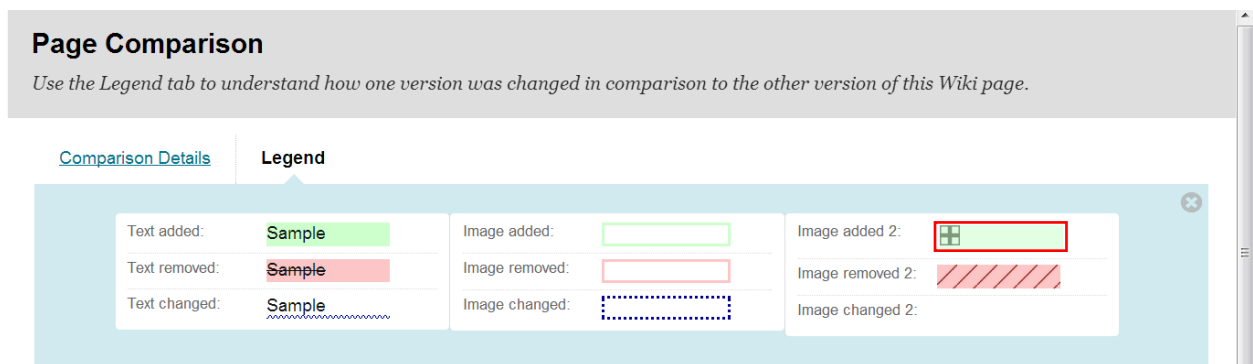 Page Comparison
Use the Legend tab to understand how one version was changed in comparison to the other version of this Wiki page.
Comparison Details
Legend
Text added: Sample
Text removed: Sample
Text changed: Sample
Image added:
Image removed:
Image changed:
Image added 2:
Image removed 2:
Image changed 2: